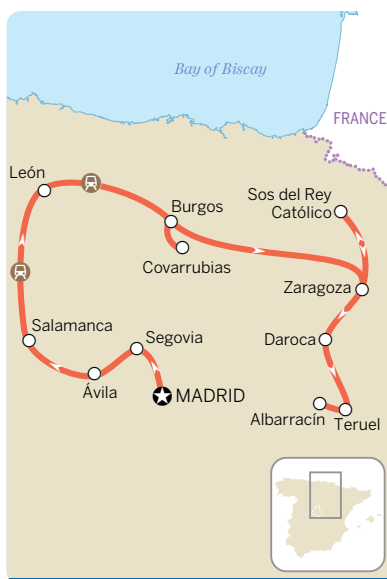 Bay of Biscay
FRANCE
León
Sos del Rey
Católico
Burgos
Covarrubias
Zaragoza
Salamanca
Segovia
Daroca
Ávila
MADRID
Albarracín
Teruel